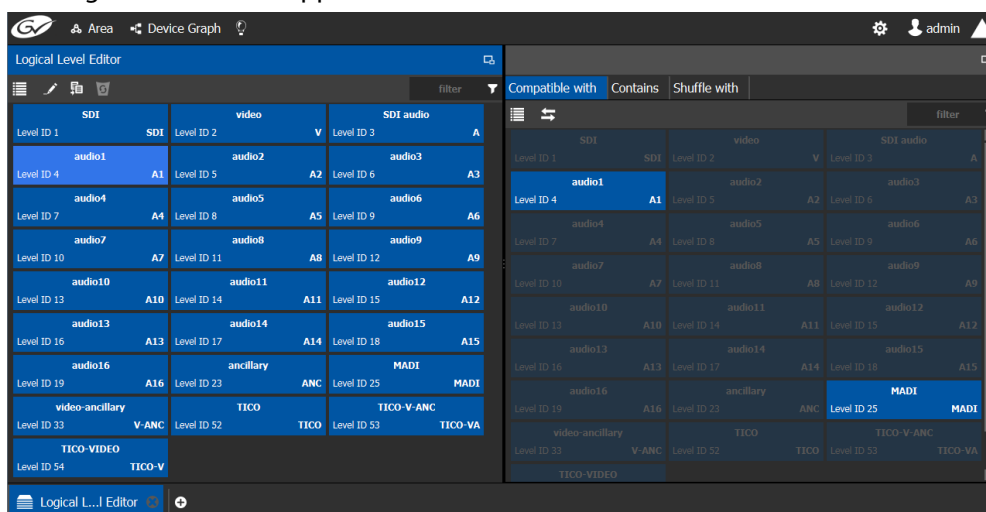 GV Area Device Graph admin
Logical Level Editor
filter
Compatible with Contains Shuffle with
filter
SDI video SDI audio
Level ID 1 SDI Level ID 2 V Level ID 3 A
audio1 audio2 audio3
Level ID 4 A1 Level ID 5 A2 Level ID 6 A3
audio4 audio5 audio6
Level ID 7 A4 Level ID 8 A5 Level ID 9 A6
audio7 audio8 audio9
Level ID 10 A7 Level ID 11 A8 Level ID 12 A9
audio10 audio11 audio12
Level ID 13 A10 Level ID 14 A11 Level ID 15 A12
audio13 audio14 audio15
Level ID 16 A13 Level ID 17 A14 Level ID 18 A15
audio16 ancillary MADI
Level ID 19 A16 Level ID 23 ANC Level ID 25 MADI
video-ancillary TICO TICO-V-ANC
Level ID 33 V-ANC Level ID 52 TICO Level ID 53 TICO-VA
TICO-VIDEO
Level ID 54 TICO-V
SDI video SDI audio
Level ID 1 SDI Level ID 2 V Level ID 3 A
audio1 audio2 audio3
Level ID 4 A1 Level ID 5 A2 Level ID 6 A3
audio4 audio5 audio6
Level ID 7 A4 Level ID 8 A5 Level ID 9 A6
audio7 audio8 audio9
Level ID 10 A7 Level ID 11 A8 Level ID 12 A9
audio10 audio11 audio12
Level ID 13 A10 Level ID 14 A11 Level ID 15 A12
audio13 audio14 audio15
Level ID 16 A13 Level ID 17 A14 Level ID 18 A15
audio16 ancillary MADI
Level ID 19 A16 Level ID 23 ANC Level ID 25 MADI
video-ancillary TICO TICO-V-ANC
Level ID 33 V-ANC Level ID 52 TICO Level ID 53 TICO-VA
TICO-VIDEO
Logical L...l Editor